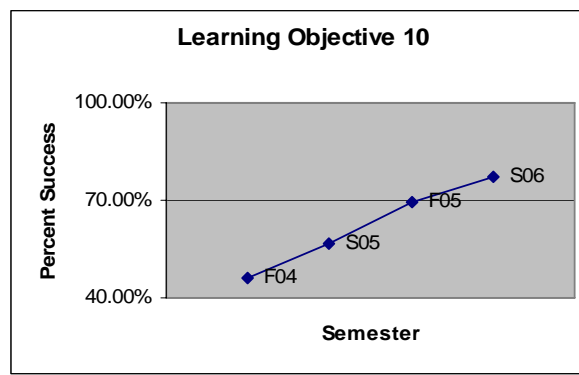 Learning Objective 10
100.00%
70.00%
40.00%
Percent Success
F04
S05
F05
S06
Semester